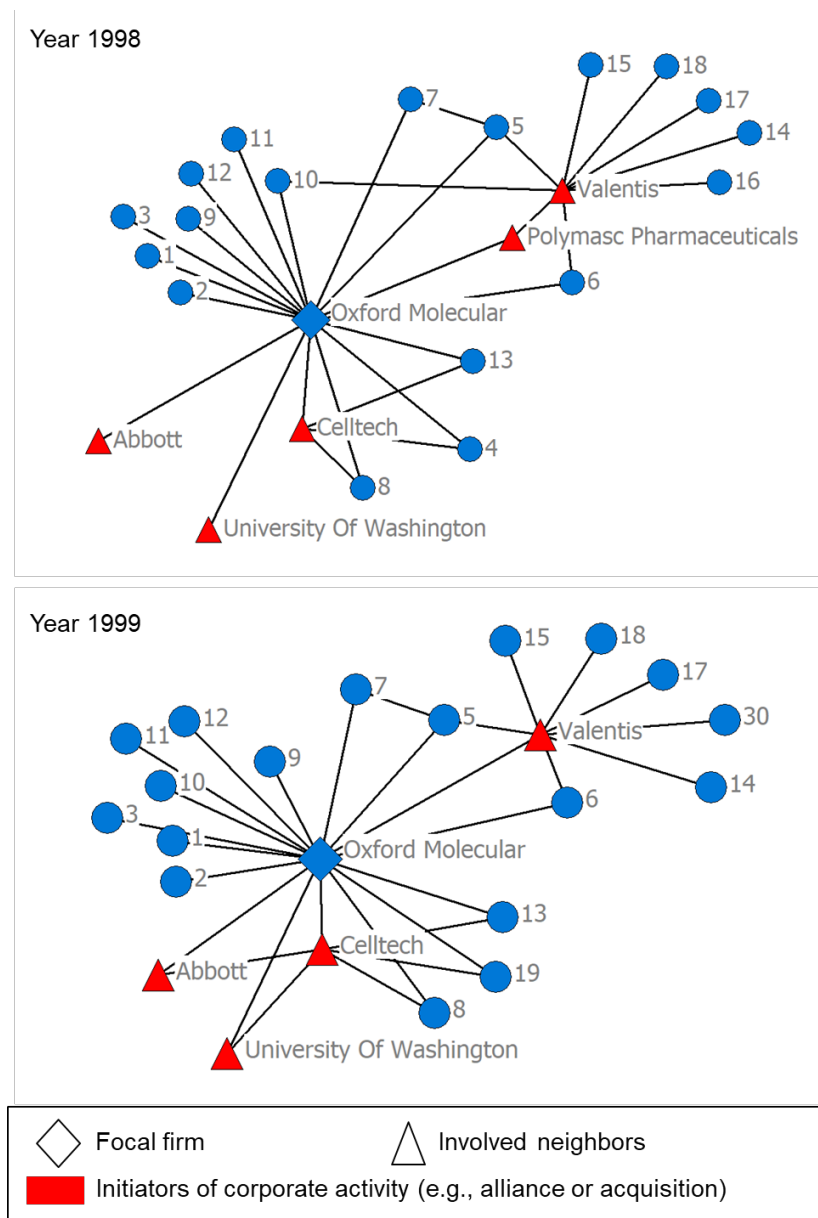 Year 1998
15
18
7
17
5
14
11
12
10
Valentis
16
3
9
Polymasc Pharmaceuticals
1
2
6
Oxford Molecular
13
Abbott
Celltech
4
8
University Of Washington
Year 1999
15
18
7
17
12
5
Valentis
30
11
9
10
14
6
3
1
Oxford Molecular
2
13
Celltech
Abbott
19
8
University Of Washington
Focal firm
Involved neighbors
Initiators of corporate activity (e.g., alliance or acquisition)